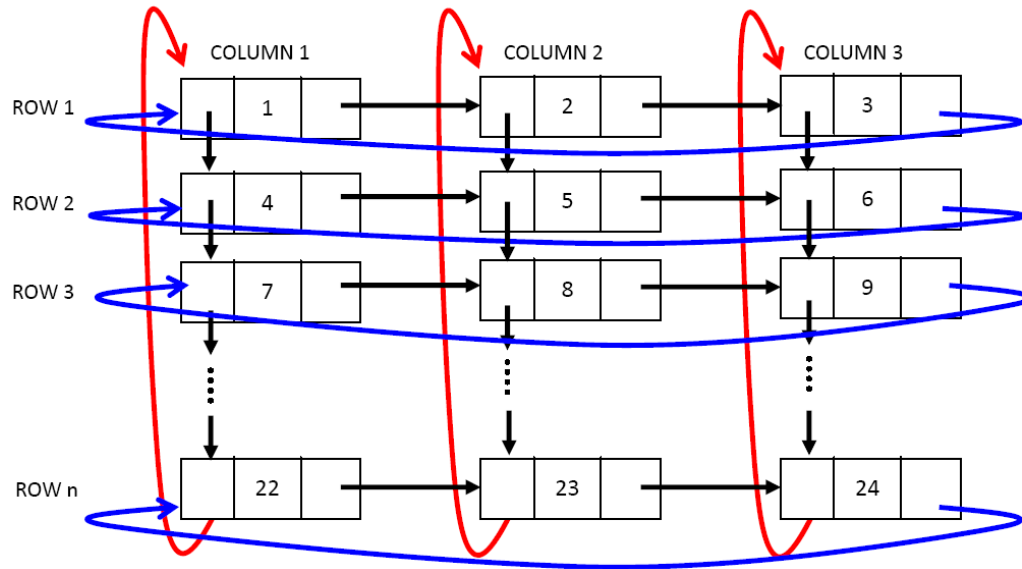 COLUMN 1 COLUMN 2 COLUMN 3
ROW 1 1 2 3
ROW 2 4 5 6
ROW 3 7 8 9
ROW n 22 23 24